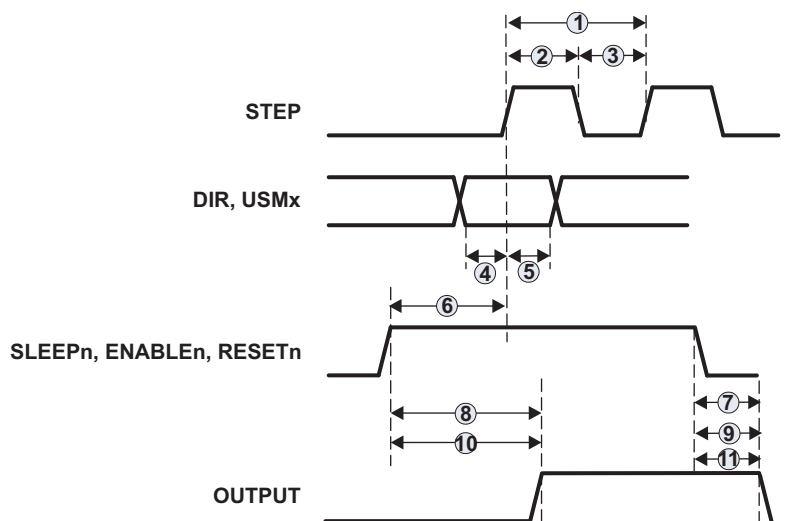 1
2 3
STEP
DIR, USMx
4 5
6
SLEEPn, ENABLEn, RESETn
7
8
9
10
11
OUTPUT